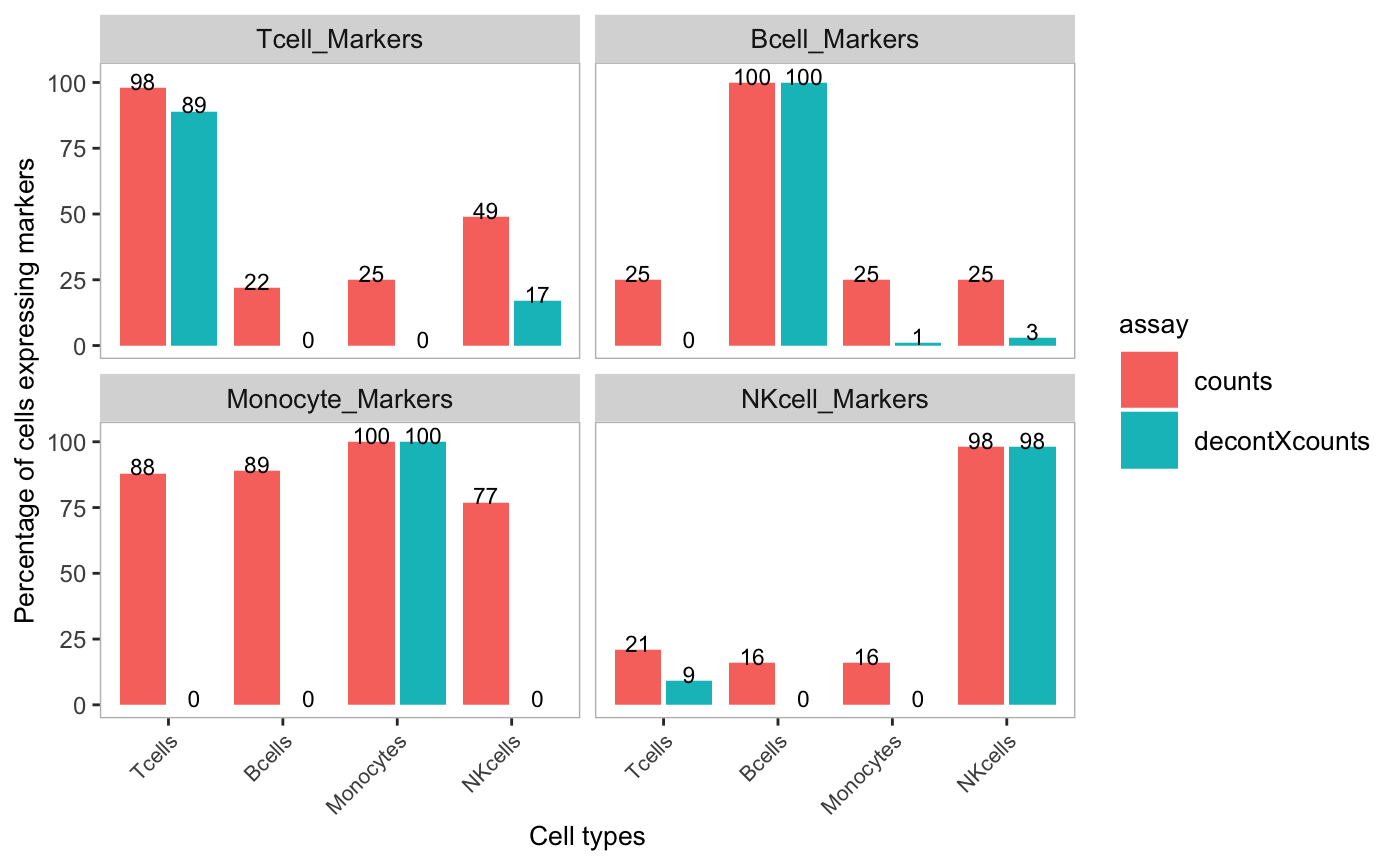 Tcell_Markers
Bcell_Markers
Percentage of cells expressing markers
100
75
50
25
0
98
89
22
0
25
0
49
17
25
0
100
100
25
1
25
3
Monocyte_Markers
NKcell_Markers
100
75
50
25
0
88
0
89
0
100
100
77
0
21
9
16
0
16
0
98
98
Tcells
Bcells
Monocytes
NKcells
Tcells
Bcells
Monocytes
NKcells
Cell types
assay
counts
decontXcounts